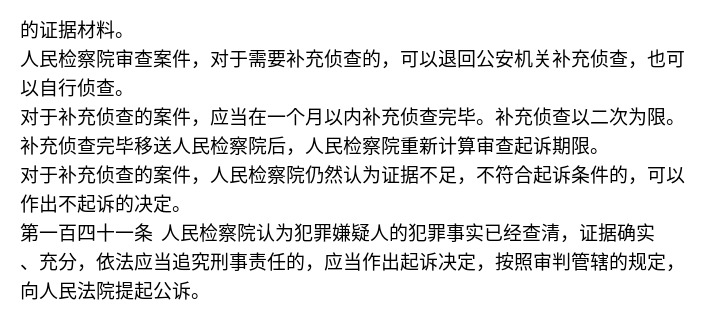 的证据材料。
人民检察院审查案件，对于需要补充侦查的，可以退回公安机关补充侦查，也可
以自行侦查。
对于补充侦查的案件，应当在一个月以内补充侦查完毕。补充侦查以二次为限。
补充侦查完毕移送人民检察院后，人民检察院重新计算审查起诉期限。
对于补充侦查的案件，人民检察院仍然认为证据不足，不符合起诉条件的，可以
作出不起诉的决定。
第一百四十一条 人民检察院认为犯罪嫌疑人的犯罪事实已经查清，证据确实
、充分，依法应当追究刑事责任的，应当作出起诉决定，按照审判管辖的规定，
向人民法院提起公诉。